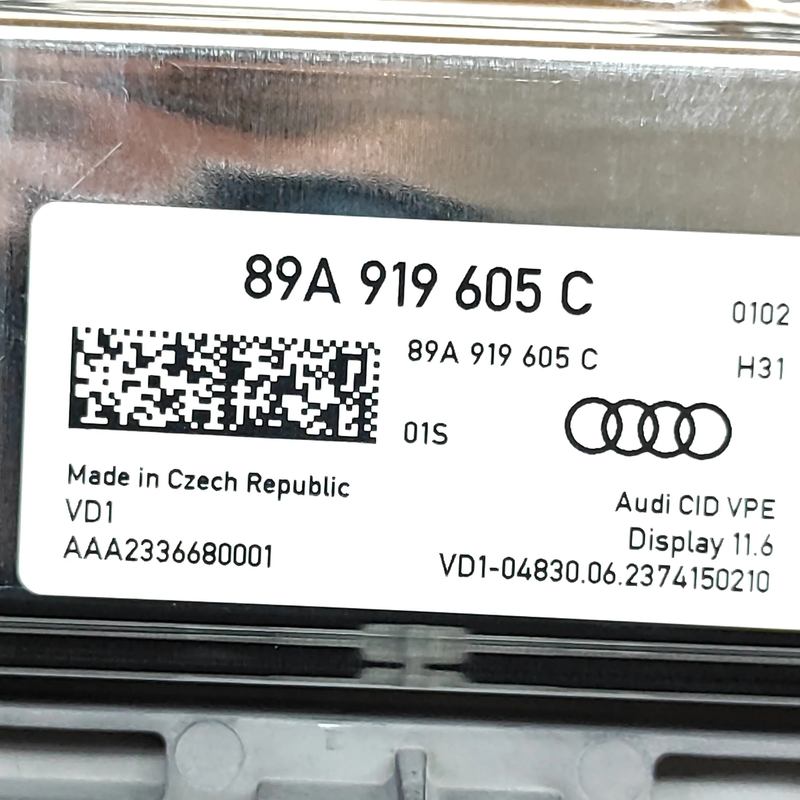 89A 919 605 C
0102
89A 919 605 C
H31
01S
Made in Czech Republic
VD1
AAA2336680001
Audi CID VPE
Display 11.6
VD1-04830.06.2374150210